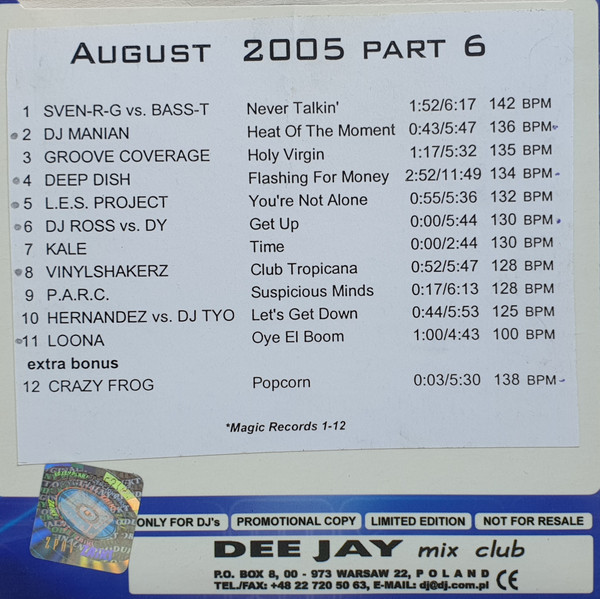 AUGUST 2005 PART 6
1 SVEN-R-G vs. BASS-T Never Talkin' 1:52/6:17 142 BPM
2 DJ MANIAN Heat Of The Moment 0:43/5:47 136 BPM
3 GROOVE COVERAGE Holy Virgin 1:17/5:32 135 BPM
4 DEEP DISH Flashing For Money 2:52/11:49 134 BPM
5 L.E.S. PROJECT You're Not Alone 0:55/5:36 132 BPM
6 DJ ROSS vs. DY Get Up 0:00/5:44 130 BPM
7 KALE Time 0:00/2:44 130 BPM
8 VINYLSHAKERZ Club Tropicana 0:52/5:47 128 BPM
9 P.A.R.C. Suspicious Minds 0:17/6:13 128 BPM
10 HERNANDEZ vs. DJ TYO Let's Get Down 0:44/5:53 125 BPM
11 LOONA Oye El Boom 1:00/4:43 100 BPM
extra bonus
12 CRAZY FROG Popcorn 0:03/5:30 138 BPM
*Magic Records 1-12
ONLY FOR DJ's PROMOTIONAL COPY LIMITED EDITION NOT FOR RESALE
DEE JAY mix club
P.O. BOX 8, 00 - 973 WARSAW 22, POLAND
TEL./FAX: +48 22 720 50 63, E-MAIL: dj@dj.com.pl CE